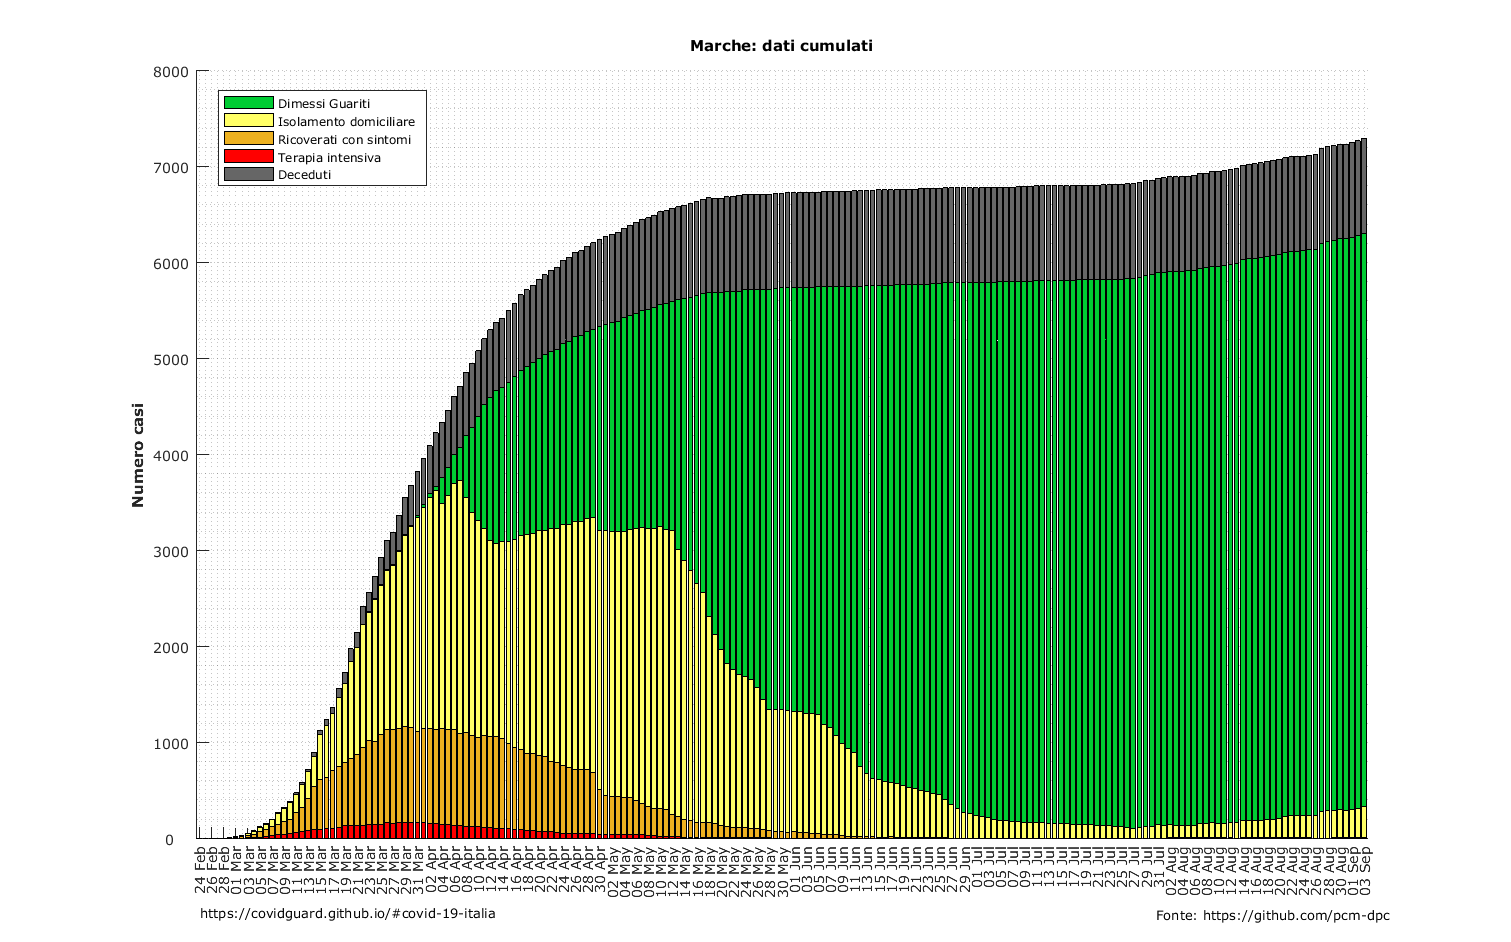 Marche: dati cumulati
8000
7000
6000
5000
4000
3000
2000
1000
0
Numero casi
Dimessi Guariti
Isolamento domiciliare
Ricoverati con sintomi
Terapia intensiva
Deceduti
24 Feb
26 Feb
28 Feb
01 Mar
03 Mar
05 Mar
07 Mar
09 Mar
11 Mar
13 Mar
15 Mar
17 Mar
19 Mar
21 Mar
23 Mar
25 Mar
27 Mar
29 Mar
31 Mar
02 Apr
04 Apr
06 Apr
08 Apr
10 Apr
12 Apr
14 Apr
16 Apr
18 Apr
20 Apr
22 Apr
24 Apr
26 Apr
28 Apr
30 Apr
02 May
04 May
06 May
08 May
10 May
12 May
14 May
16 May
18 May
20 May
22 May
24 May
26 May
28 May
30 May
01 Jun
03 Jun
05 Jun
07 Jun
09 Jun
11 Jun
13 Jun
15 Jun
17 Jun
19 Jun
21 Jun
23 Jun
25 Jun
27 Jun
29 Jun
01 Jul
03 Jul
05 Jul
07 Jul
09 Jul
11 Jul
13 Jul
15 Jul
17 Jul
19 Jul
21 Jul
23 Jul
25 Jul
27 Jul
29 Jul
31 Jul
02 Aug
04 Aug
06 Aug
08 Aug
10 Aug
12 Aug
14 Aug
16 Aug
18 Aug
20 Aug
22 Aug
24 Aug
26 Aug
28 Aug
30 Aug
01 Sep
03 Sep
https://covidguard.github.io/#covid-19-italia
Fonte: https://github.com/pcm-dpc